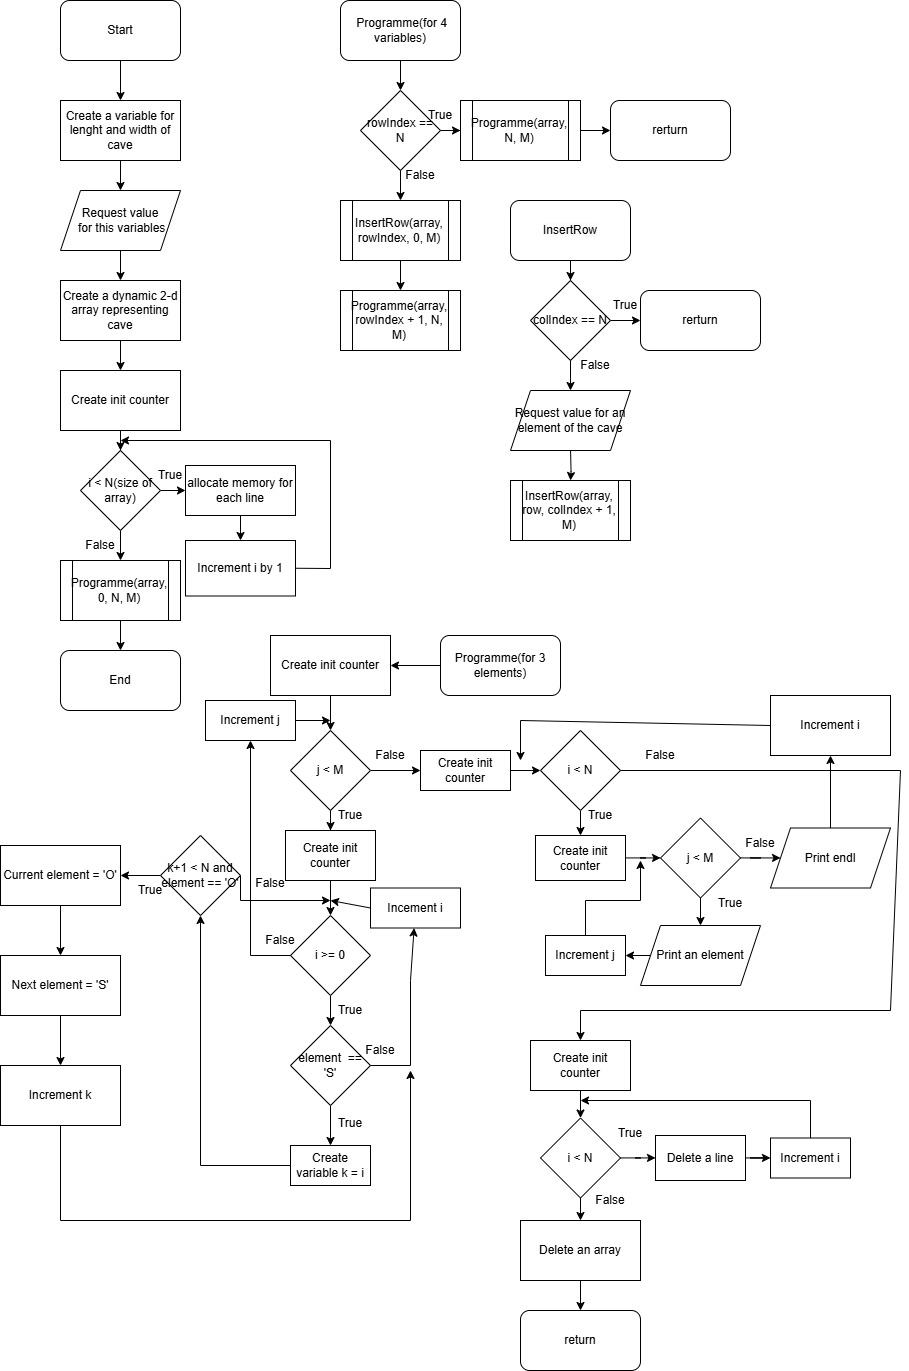 Start
Create a variable for
lenght and width of
cave
Request value
for this variables
Create a dynamic 2-d
array representing
cave
Create init counter
i < N(size of
array)
True
allocate memory for
each line
Increment i by 1
False
Programme(array,
0, N, M)
End
Programme(for 4
variables)
rowIndex ==
N
True
Programme(array,
N, M)
rerturn
False
InsertRow(array,
rowIndex, 0, M)
Programme(array,
rowIndex + 1, N,
M)
InsertRow
colIndex == N
True
rerturn
False
Request value for an
element of the cave
InsertRow(array,
row, colIndex + 1,
M)
Programme(for 3
elements)
Create init counter
Increment j
j < M
False
True
Create init
counter
Incement i
i >= 0
False
True
element ==
'S'
False
True
Create
variable k = i
k+1 < N and
element == 'O'
False
True
Current element = 'O'
Next element = 'S'
Increment k
Create init
counter
i < N
False
True
Increment i
Create init
counter
j < M
False
Print endl
True
Print an element
Increment j
Create init
counter
i < N
True
Delete a line
Increment i
False
Delete an array
return